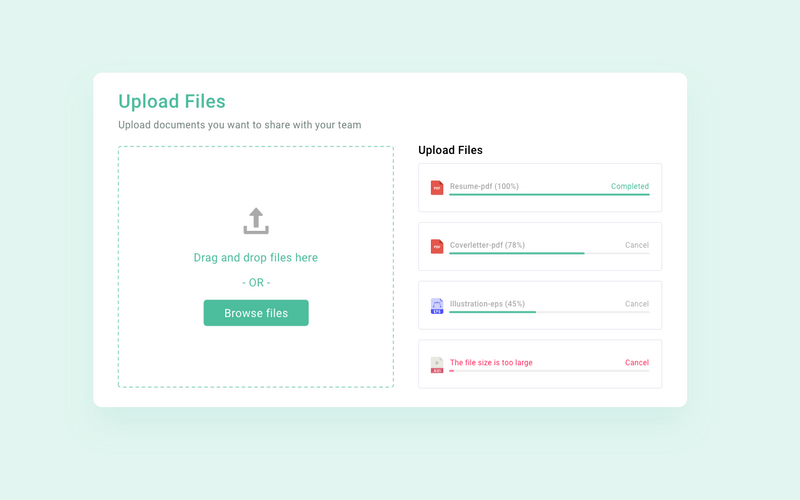 Upload Files
Upload documents you want to share with your team
Drag and drop files here
- OR -
Browse files
Upload Files
PDF
Resume-pdf (100%)
Completed
PDF
Coverletter-pdf (78%)
Cancel
EPS
Illustration-eps (45%)
Cancel
The file size is too large
Cancel